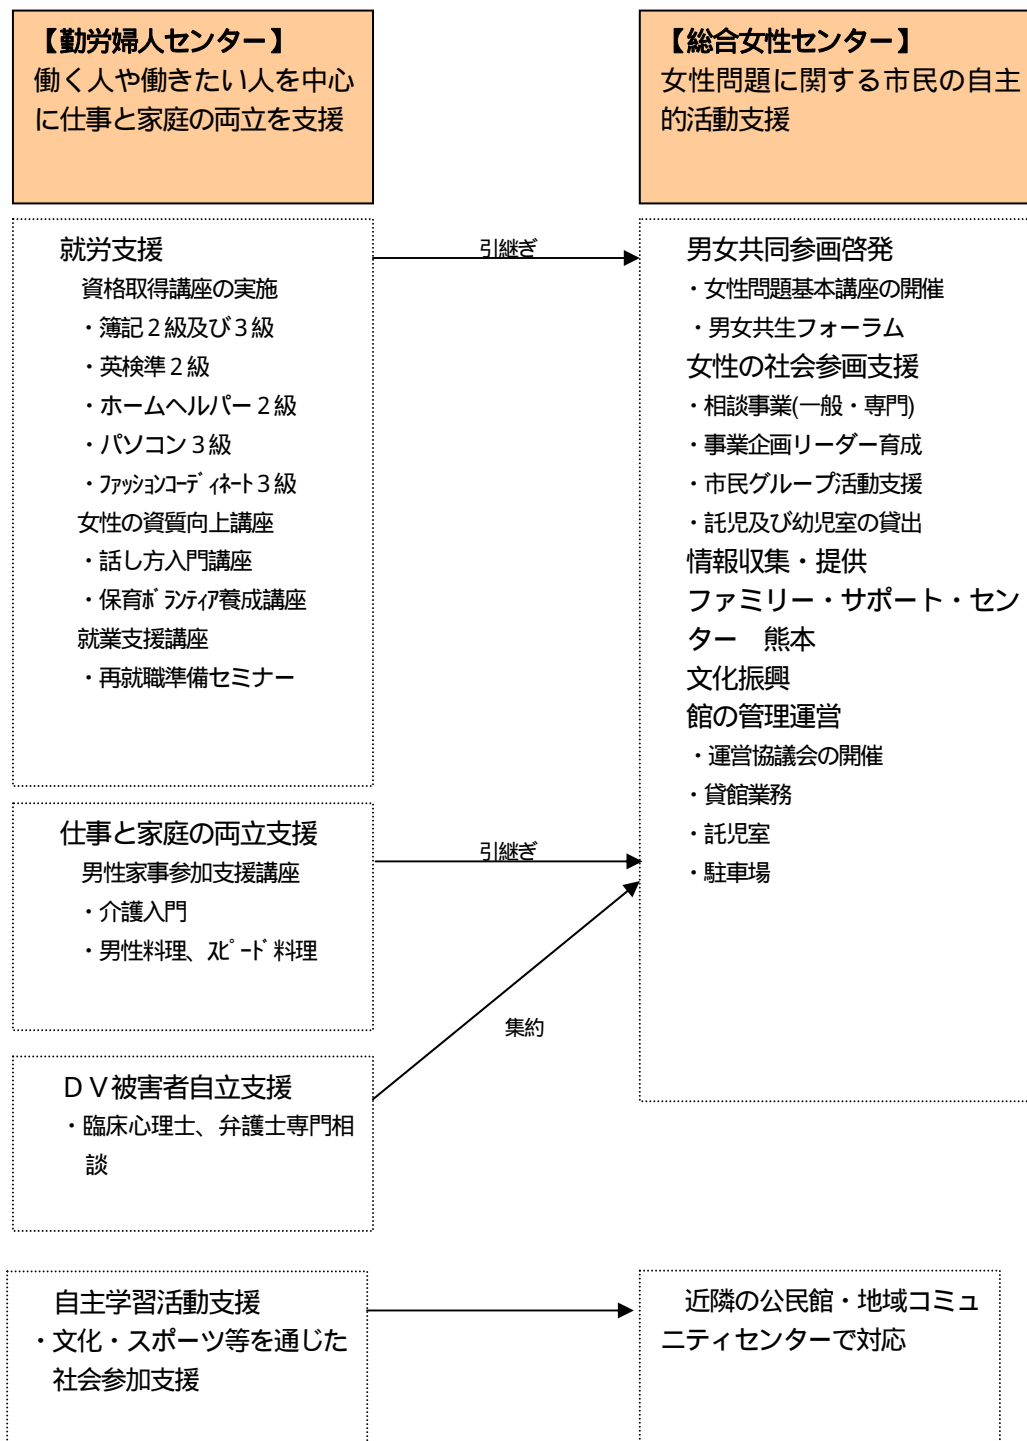 【勤労婦人センター】
働く人や働きたい人を中心
に仕事と家庭の両立を支援
【総合女性センター】
女性問題に関する市民の自主
的活動支援
就労支援
資格取得講座の実施
・簿記２級及び３級
・英検準２級
・ホームヘルパー２級
・パソコン３級
・ﾌｧｯｼｮﾝｺｰﾃﾞｨﾈｰﾄ３級
女性の資質向上講座
・話し方入門講座
・保育ﾎﾞﾗﾝﾃｨｱ養成講座
就業支援講座
・再就職準備セミナー
引継ぎ
男女共同参画啓発
・女性問題基本講座の開催
・男女共生フォーラム
女性の社会参画支援
・相談事業(一般・専門)
・事業企画リーダー育成
・市民グループ活動支援
・託児及び幼児室の貸出
情報収集・提供
ファミリー・サポート・セン
ター　熊本
文化振興
館の管理運営
・運営協議会の開催
・貸館業務
・託児室
・駐車場
仕事と家庭の両立支援
男性家事参加支援講座
・介護入門
・男性料理、ｽﾋﾟｰﾄﾞ料理
引継ぎ
ＤＶ被害者自立支援
・臨床心理士、弁護士専門相
談
集約
自主学習活動支援
・文化・スポーツ等を通じた
社会参加支援
近隣の公民館・地域コミュ
ニティセンターで対応